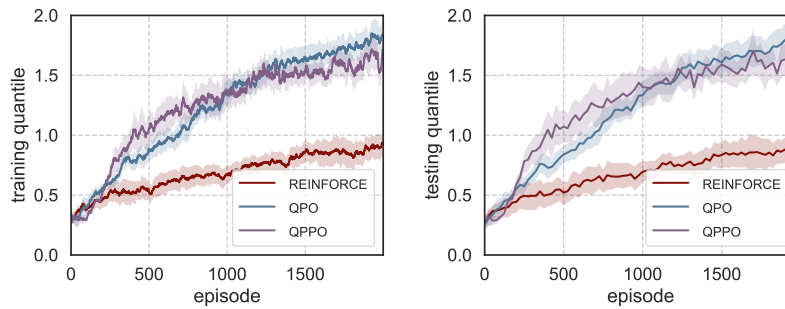 2.0
1.5
1.0
0.5
0.0
training quantile
0
500
1000
1500
episode
REINFORCE
QPO
QPPO
2.0
1.5
1.0
0.5
0.0
testing quantile
0
500
1000
1500
episode
REINFORCE
QPO
QPPO